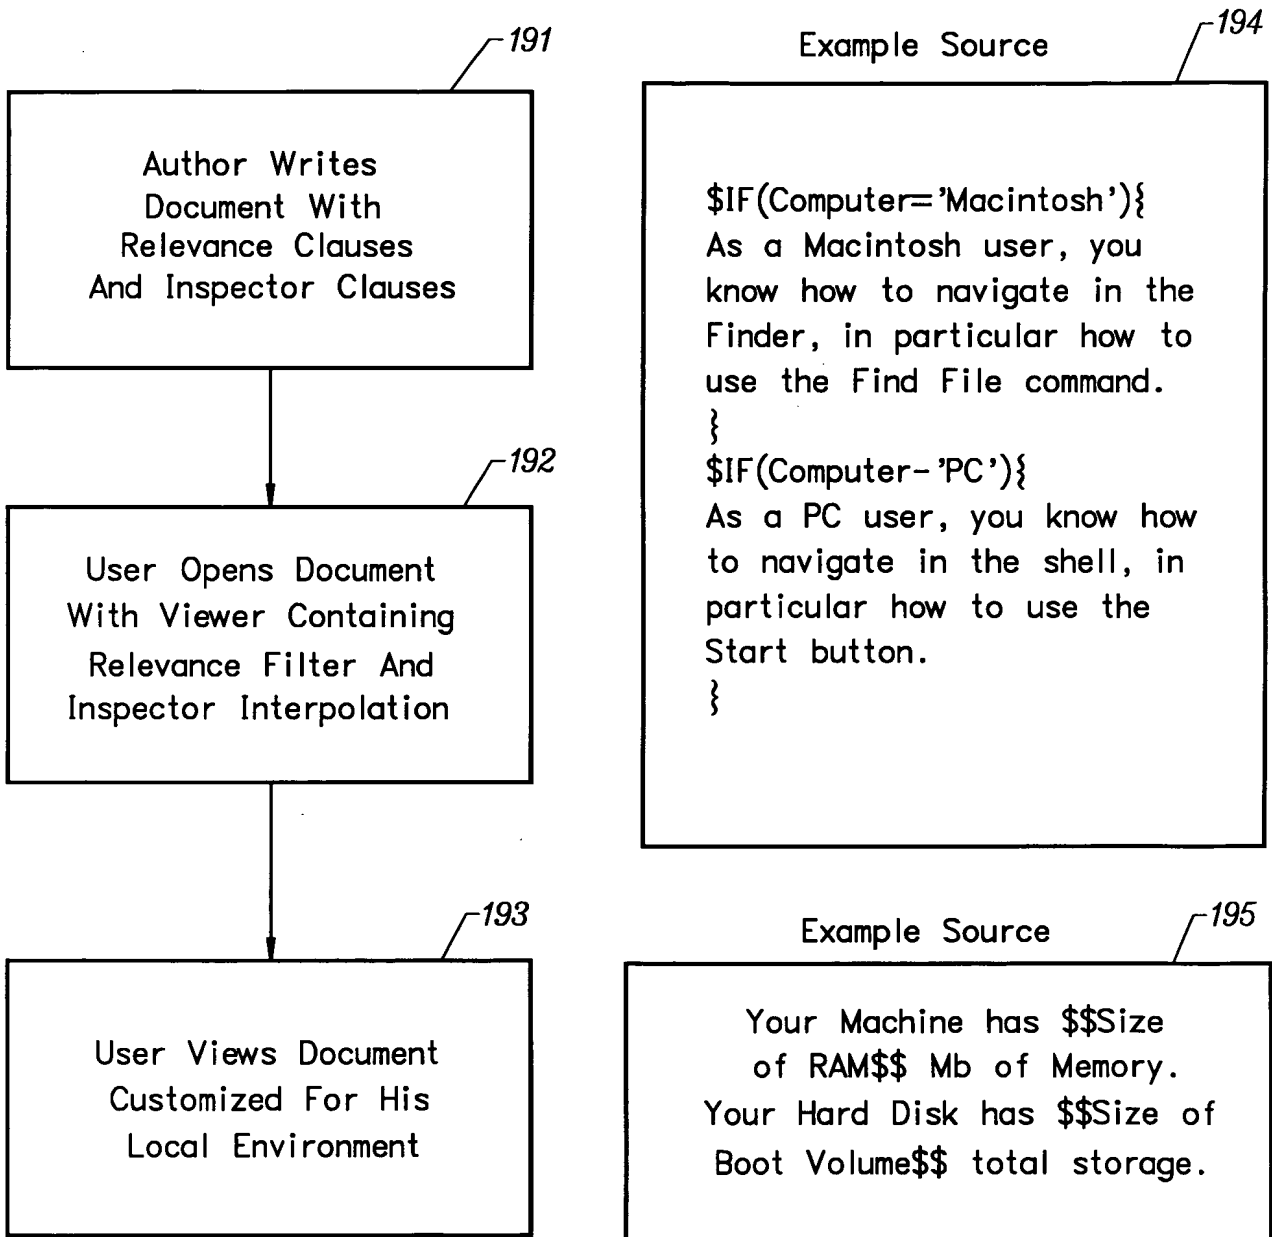 191
Author Writes
Document With
Relevance Clauses
And Inspector Clauses
192
User Opens Document
With Viewer Containing
Relevance Filter And
Inspector Interpolation
193
User Views Document
Customized For His
Local Environment
Example Source
194
$IF(Computer='Macintosh'){
As a Macintosh user, you
know how to navigate in the
Finder, in particular how to
use the Find File command.
}
$IF(Computer-'PC'){
As a PC user, you know how
to navigate in the shell, in
particular how to use the
Start button.
}
Example Source
195
Your Machine has $$Size
of RAM$$ Mb of Memory.
Your Hard Disk has $$Size of
Boot Volume$$ total storage.